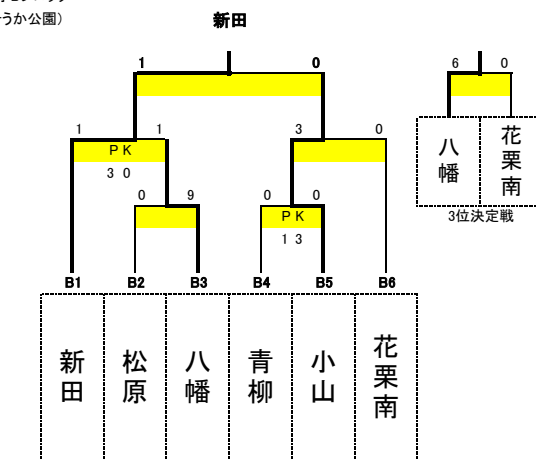 うか公園）
新田
1 0
6 0
1 1 3 0
PK
3 0
八幡 花栗南
0 9 0 0
PK
1 3
3位決定戦
B1 B2 B3 B4 B5 B6
新田 松原 八幡 青柳 小山 花栗南